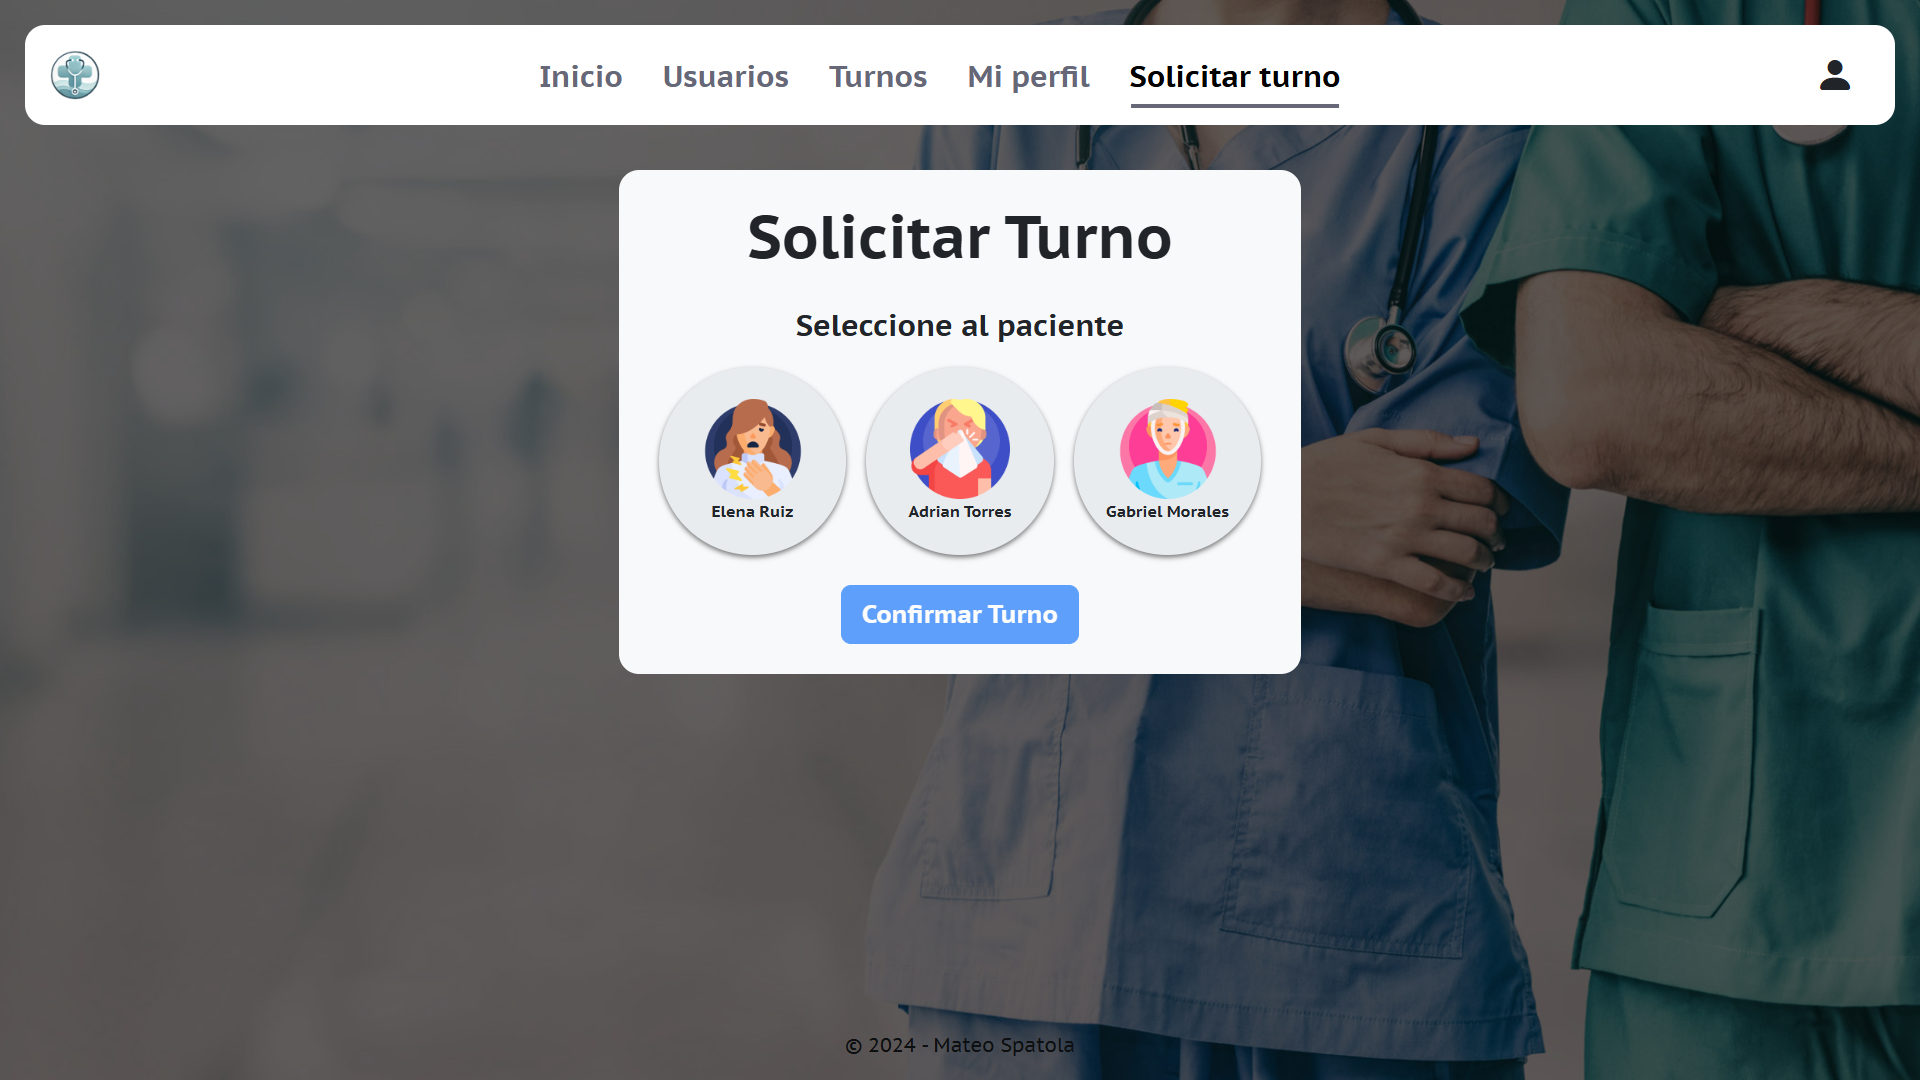 Inicio
Usuarios
Turnos
Mi perfil
Solicitar turno
Solicitar Turno
Seleccione al paciente
Elena Ruiz
Adrian Torres
Gabriel Morales
Confirmar Turno
© 2024 - Mateo Spatola